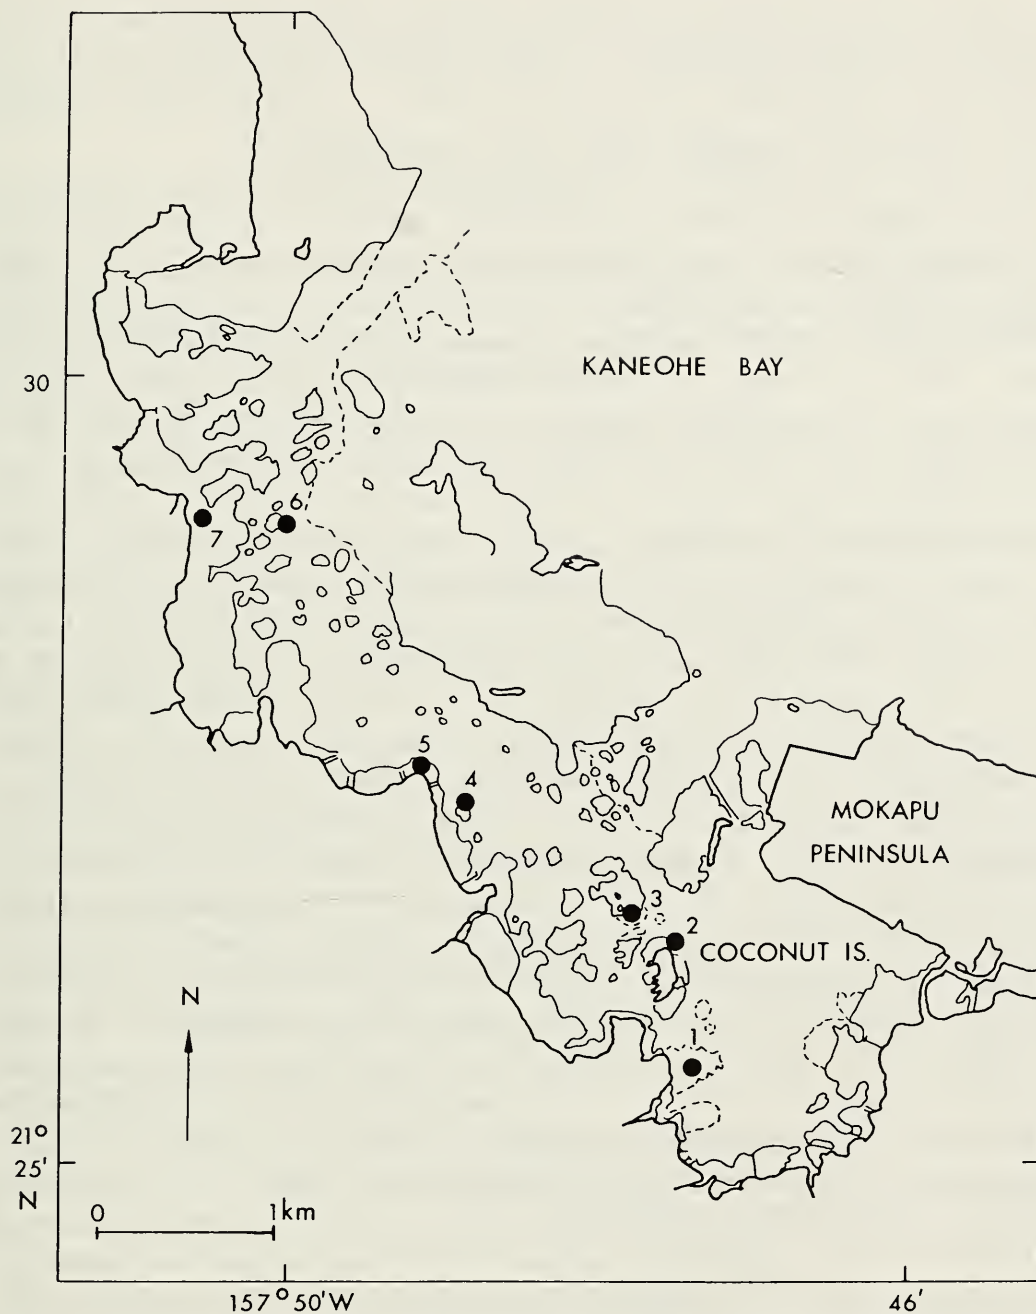 30
KANEOHE BAY
6
7
5
4
MOKAPU
PENINSULA
3
2
COCONUT IS.
N
1
21°
25'
N
0 1km
157°50'W 46'